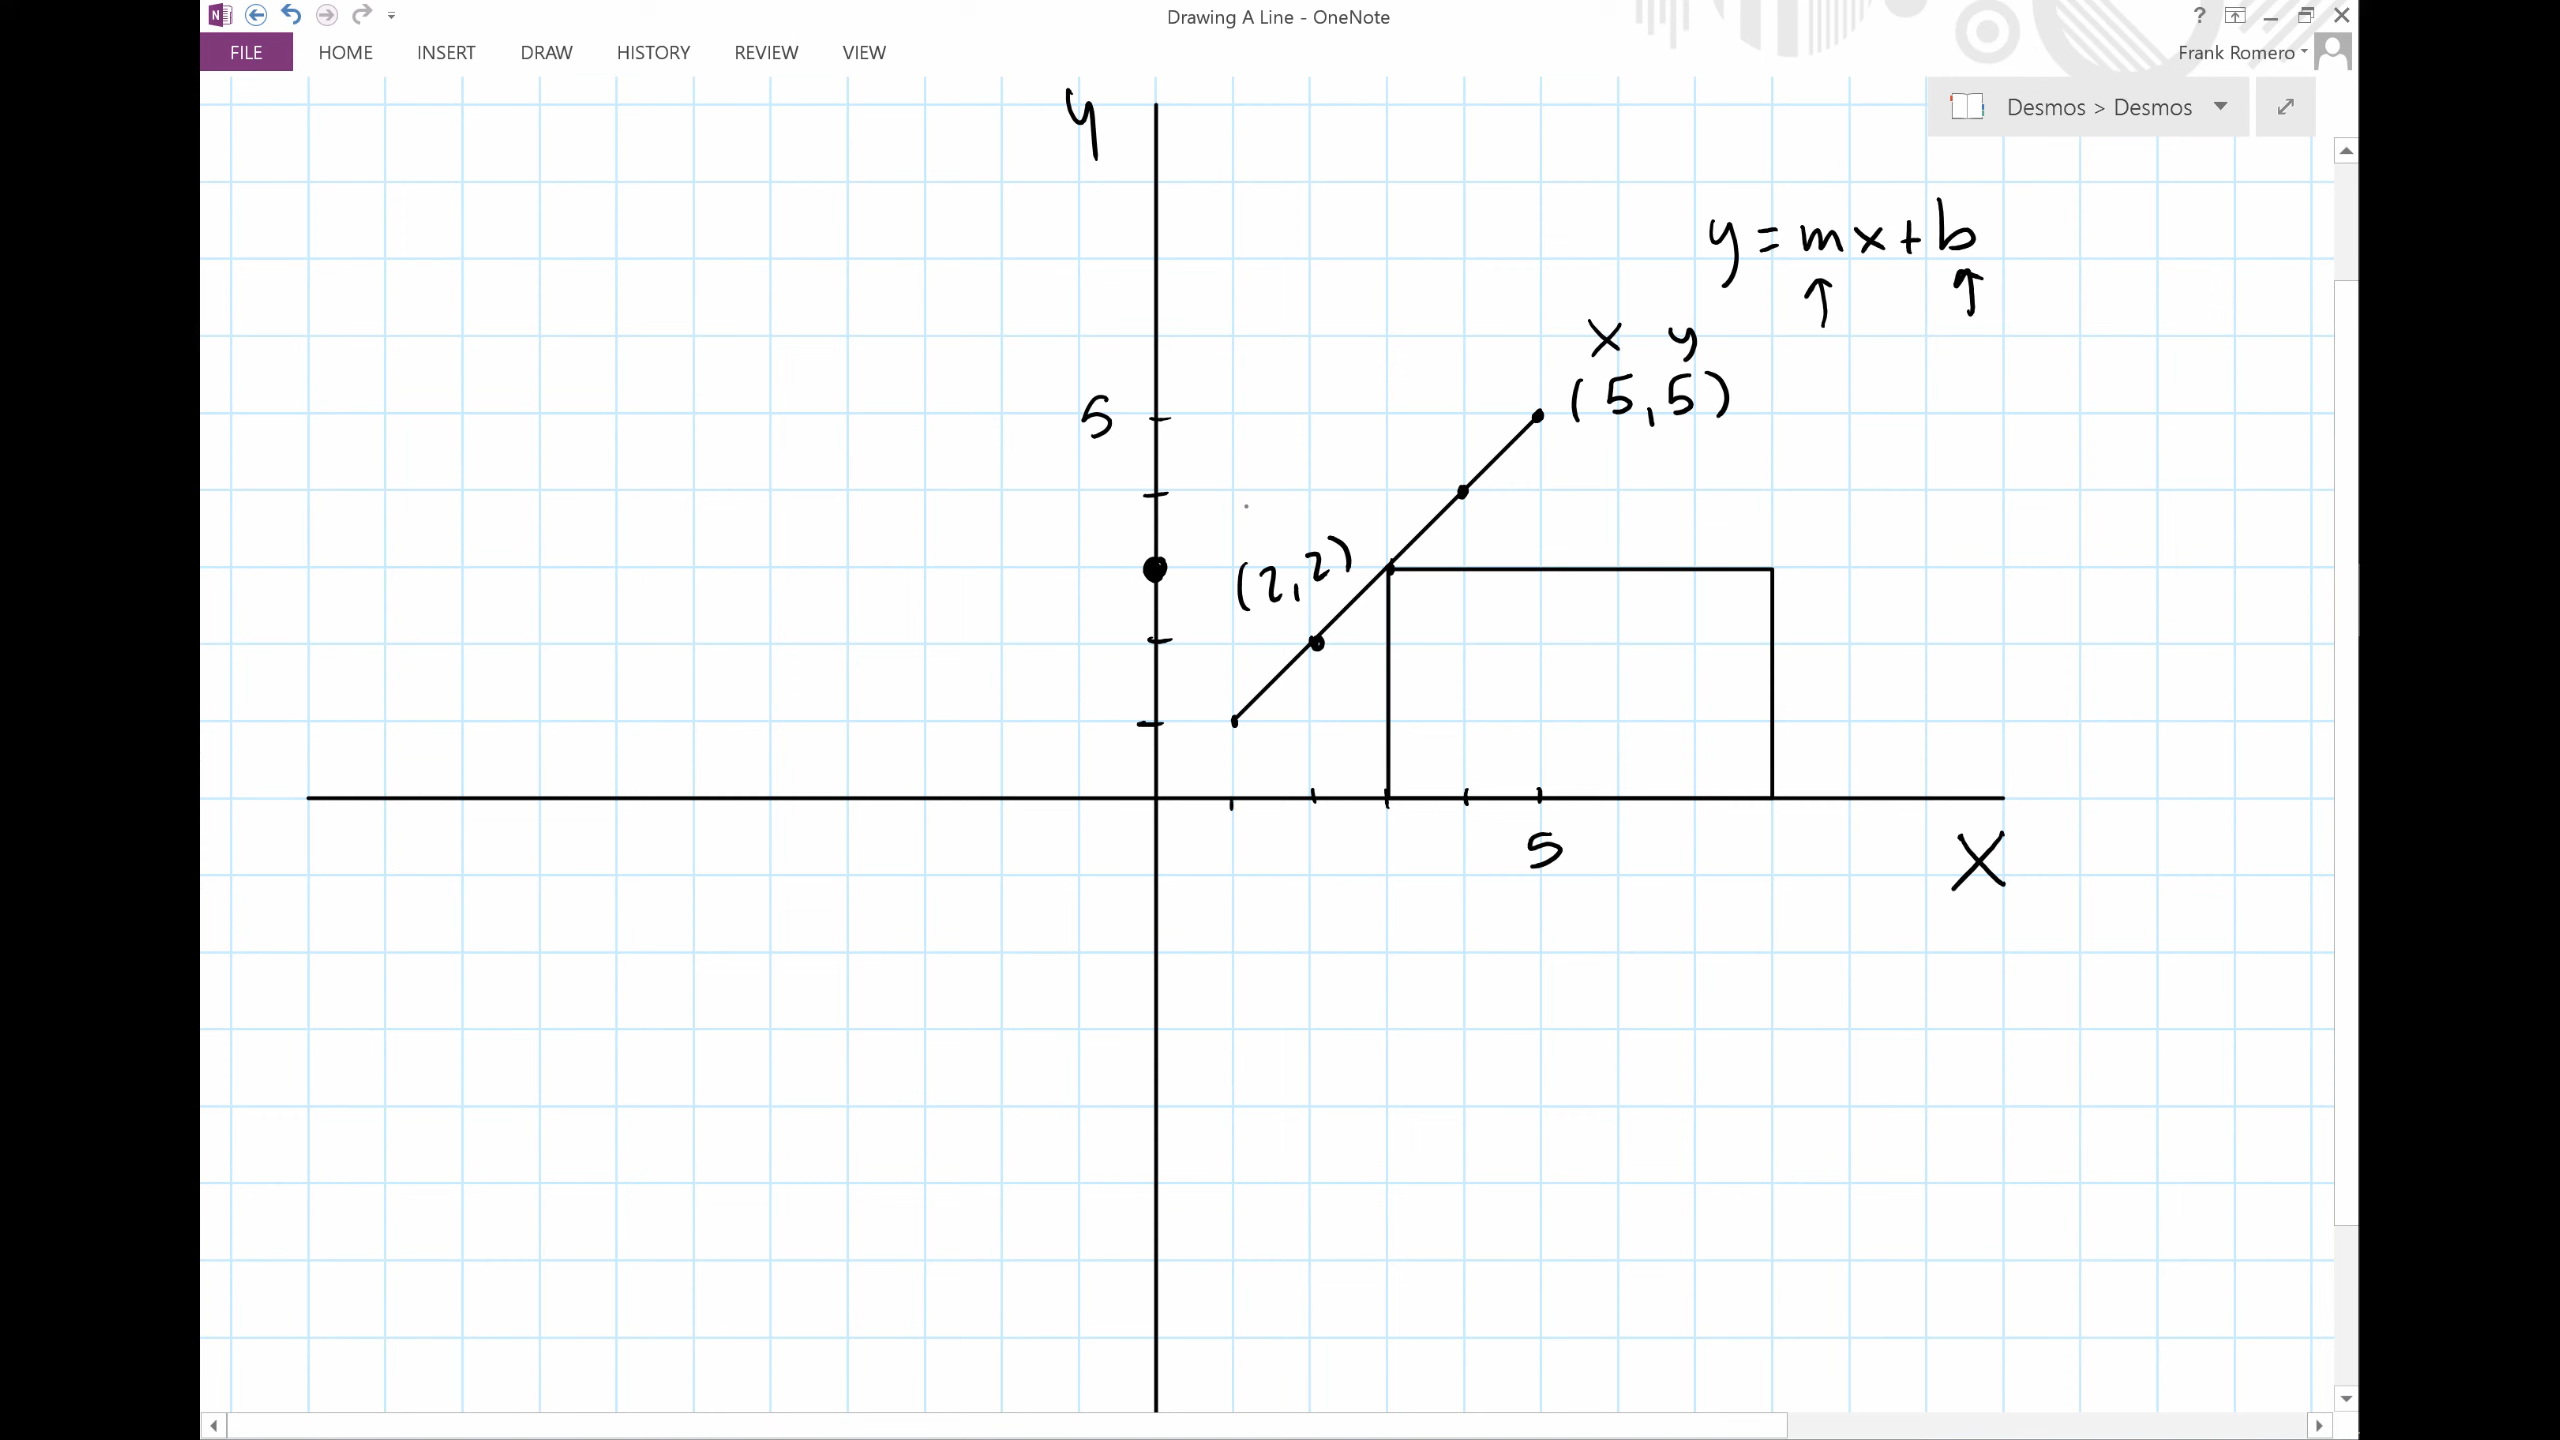 Drawing A Line - OneNote
?
FILE HOME INSERT DRAW HISTORY REVIEW VIEW
Frank Romero
Desmos > Desmos
y
y = mx + b
x y
(5,5)
5
(2,2)
5
X